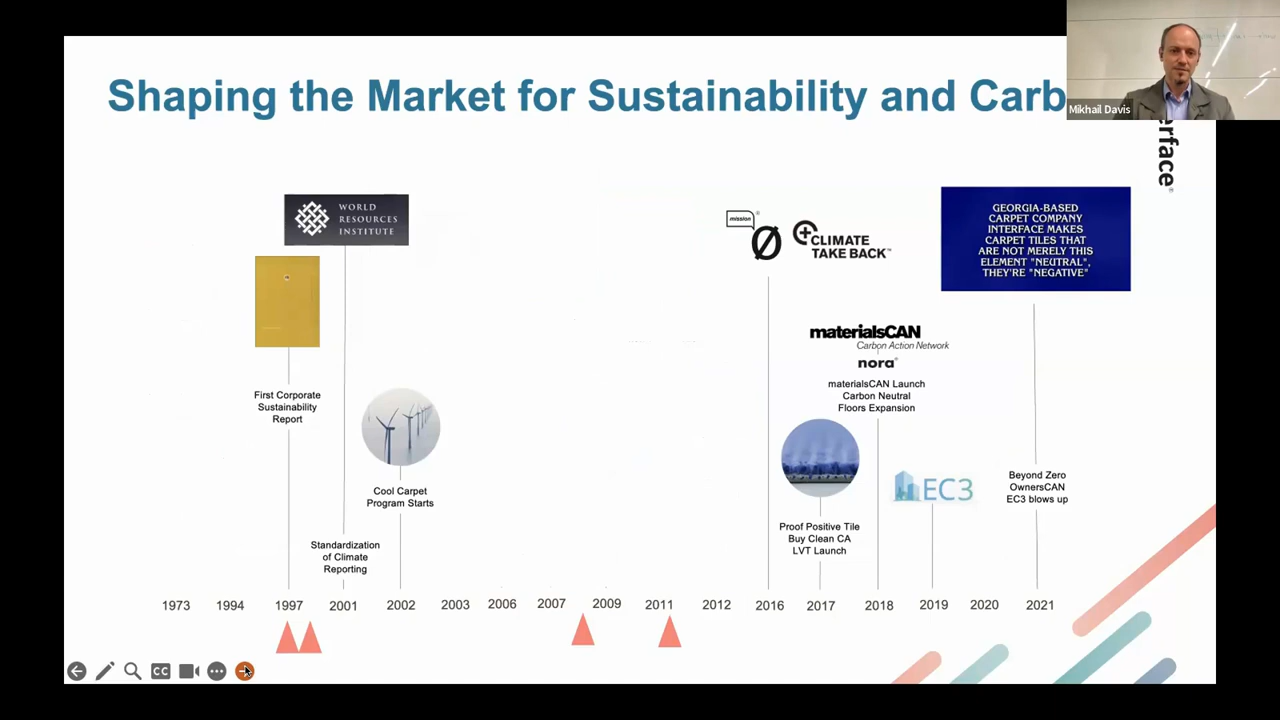 Shaping the Market for Sustainability and Carb
Mikhail Davis
erface®
WORLD
RESOURCES
INSTITUTE
mission
CLIMATE
TAKE BACK™
GEORGIA-BASED
CARPET COMPANY
INTERFACE MAKES
CARPET TILES THAT
ARE NOT MERELY THIS
ELEMENT "NEUTRAL",
THEY'RE "NEGATIVE"
materialsCAN
Carbon Action Network
nora®
materialsCAN Launch
Carbon Neutral
Floors Expansion
First Corporate
Sustainability
Report
Cool Carpet
Program Starts
Standardization
of Climate
Reporting
Proof Positive Tile
Buy Clean CA
LVT Launch
EC3
Beyond Zero
OwnersCAN
EC3 blows up
1973 1994 1997 2001 2002 2003 2006 2007 2009 2011 2012 2016 2017 2018 2019 2020 2021
CC